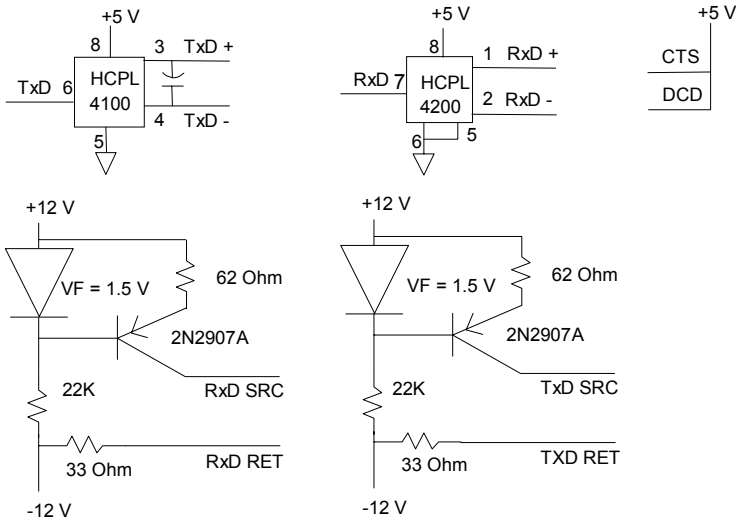 +5 V
8
3 TxD +
TxD 6
HCPL
4100
4 TxD -
5
+5 V
8
1 RxD +
RxD 7
HCPL
4200
2 RxD -
6
5
+5 V
CTS
DCD
+12 V
VF = 1.5 V
62 Ohm
2N2907A
22K
RxD SRC
33 Ohm
RxD RET
-12 V
+12 V
VF = 1.5 V
62 Ohm
2N2907A
22K
TxD SRC
33 Ohm
TXD RET
-12 V